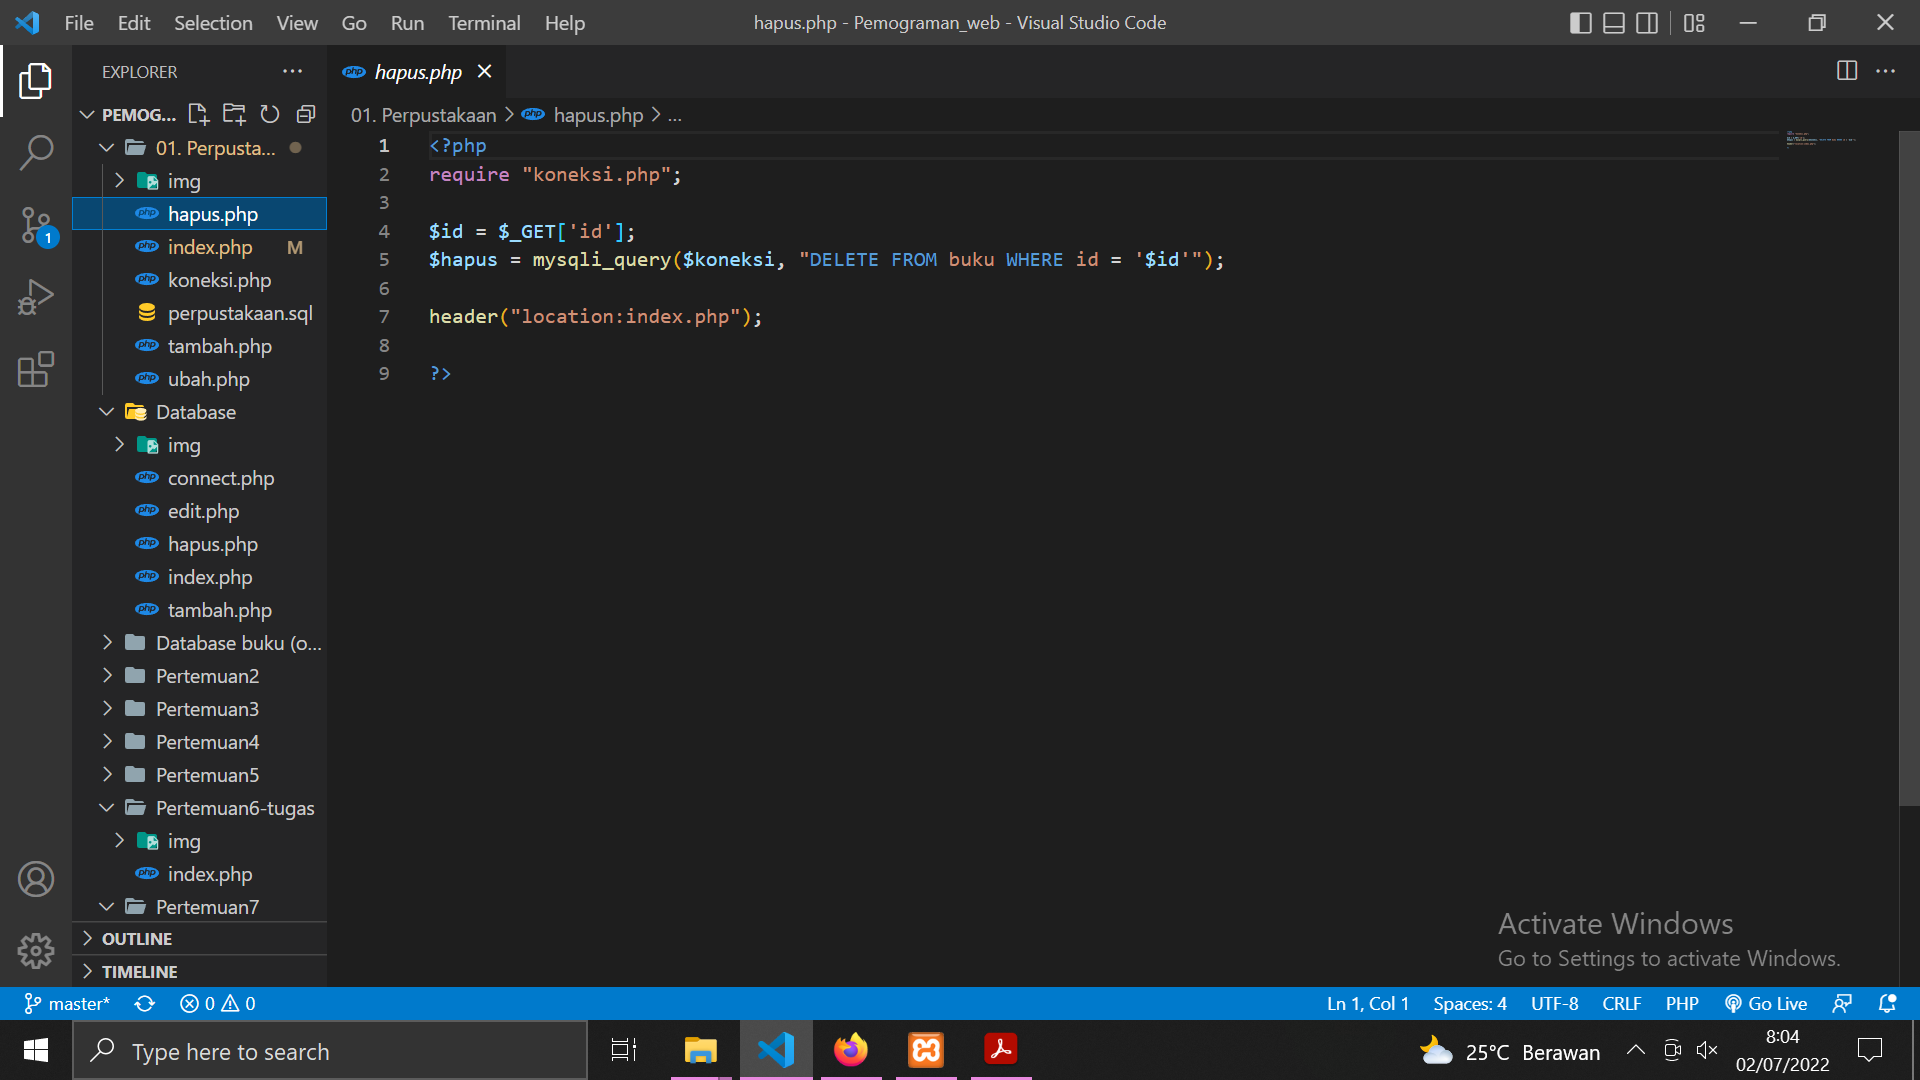 File Edit Selection View Go Run Terminal Help
hapus.php - Pemograman_web - Visual Studio Code
EXPLORER
PEMOG...
01. Perpusta...
img
hapus.php
index.php M
koneksi.php
perpustakaan.sql
tambah.php
ubah.php
Database
img
connect.php
edit.php
hapus.php
index.php
tambah.php
Database buku (o...
Pertemuan2
Pertemuan3
Pertemuan4
Pertemuan5
Pertemuan6-tugas
img
index.php
Pertemuan7
OUTLINE
TIMELINE
1
php hapus.php
01. Perpustakaan > php hapus.php > ...
1 <?php
2 require "koneksi.php";
3
4 $id = $_GET['id'];
5 $hapus = mysqli_query($koneksi, "DELETE FROM buku WHERE id = '$id'");
6
7 header("location:index.php");
8
9 ?>
Activate Windows
Go to Settings to activate Windows.
master* 0 0 Ln 1, Col 1 Spaces: 4 UTF-8 CRLF PHP Go Live
Type here to search
25°C Berawan
8:04
02/07/2022